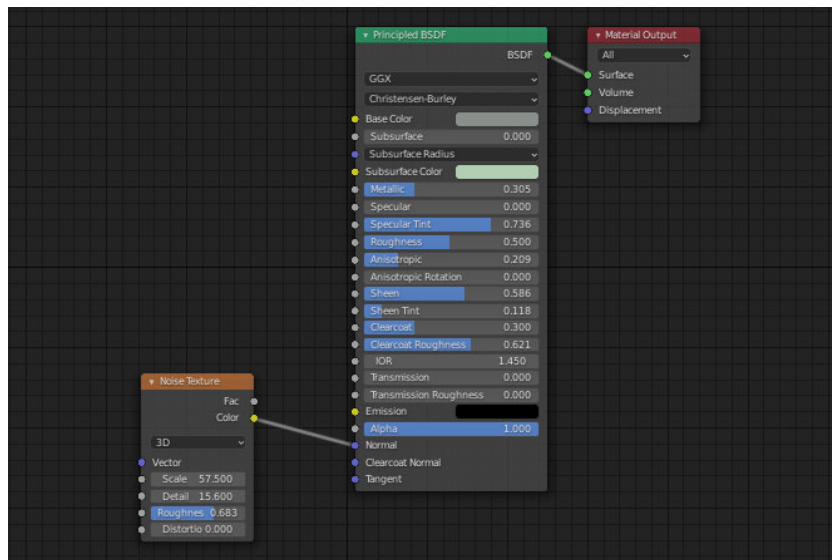 Principled BSDF
BSDF
GGX
Christensen-Burley
Base Color
Subsurface 0.000
Subsurface Radius
Subsurface Color
Metallic 0.305
Specular 0.000
Specular Tint 0.736
Roughness 0.500
Anisotropic 0.209
Anisotropic Rotation 0.000
Sheen 0.586
Sheen Tint 0.118
Clearcoat 0.300
Clearcoat Roughness 0.621
IOR 1.450
Transmission 0.000
Transmission Roughness 0.000
Emission
Alpha 1.000
Normal
Clearcoat Normal
Tangent
Material Output
All
Surface
Volume
Displacement
Noise Texture
Fac
Color
3D
Vector
Scale 57.500
Detail 15.600
Roughnes 0.683
Distortio 0.000